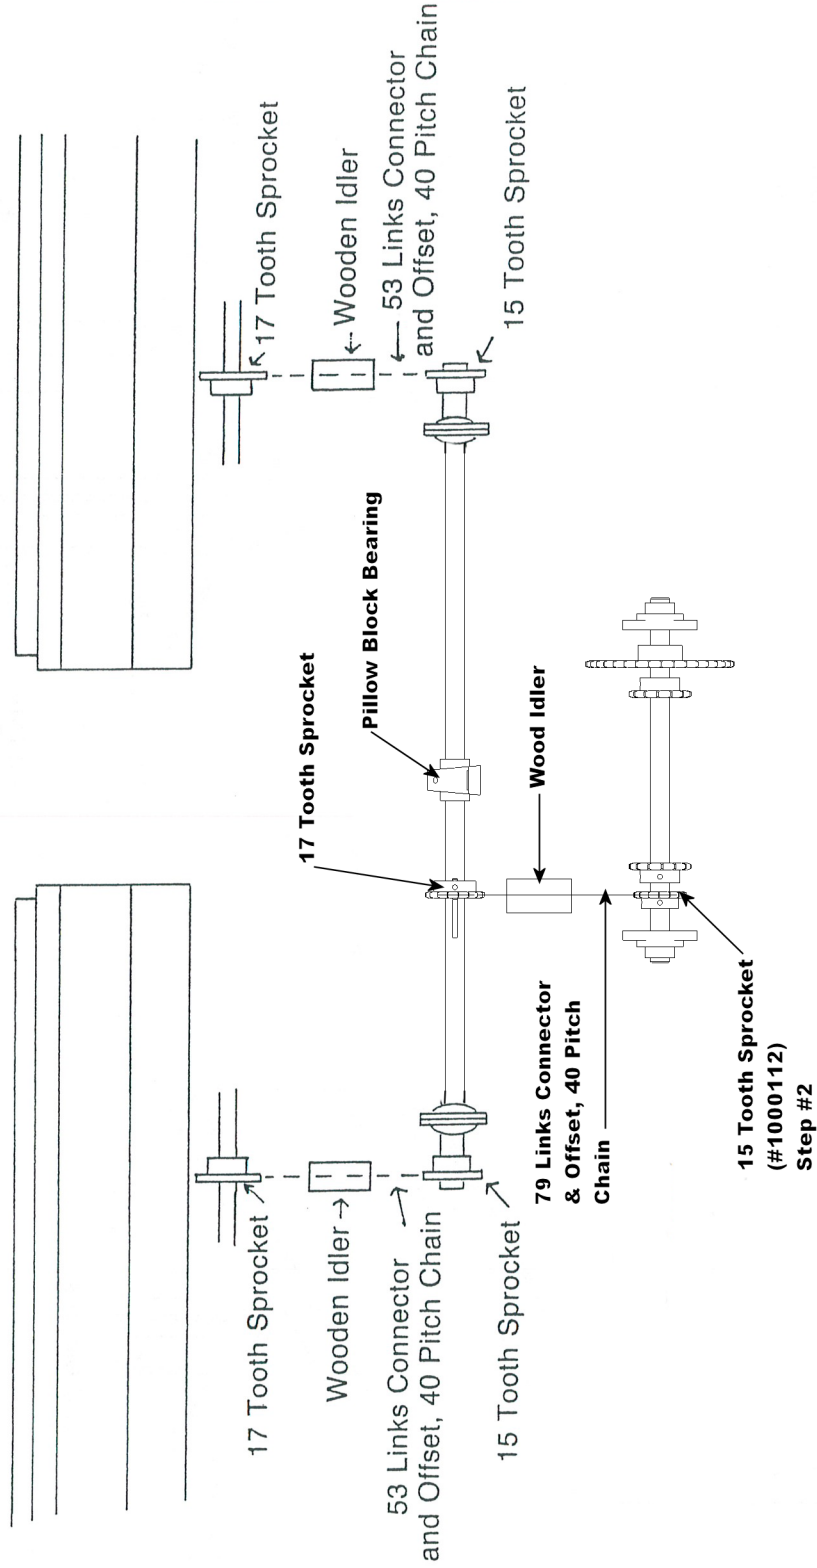 17 Tooth Sprocket
Wooden Idler
53 Links Connector
and Offset, 40 Pitch Chain
15 Tooth Sprocket
17 Tooth Sprocket
Pillow Block Bearing
Wood Idler
79 Links Connector
& Offset, 40 Pitch
Chain
15 Tooth Sprocket
(#1000112)
Step #2
17 Tooth Sprocket
Wooden Idler
53 Links Connector
and Offset, 40 Pitch Chain
15 Tooth Sprocket